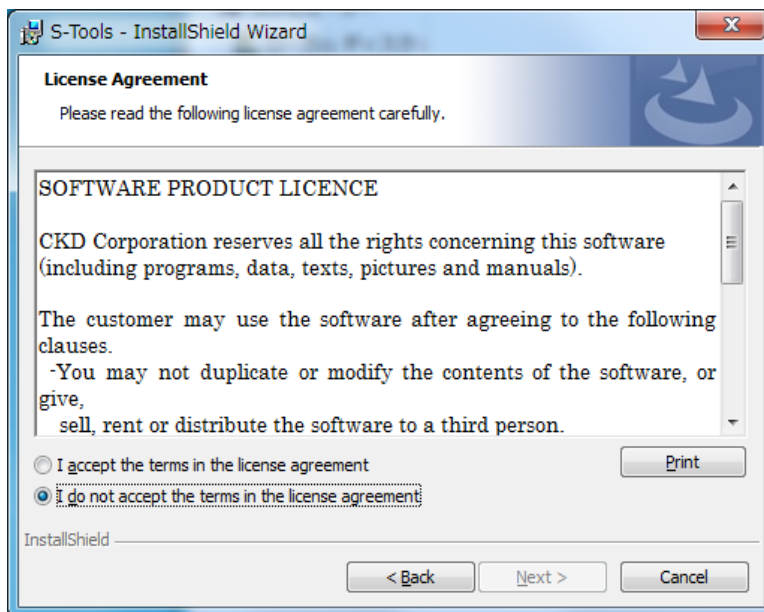 S-Tools - InstallShield Wizard
License Agreement
Please read the following license agreement carefully.
SOFTWARE PRODUCT LICENCE
CKD Corporation reserves all the rights concerning this software
(including programs, data, texts, pictures and manuals).
The customer may use the software after agreeing to the following
clauses.
-You may not duplicate or modify the contents of the software, or
give,
sell, rent or distribute the software to a third person.
I accept the terms in the license agreement
Print
I do not accept the terms in the license agreement
InstallShield
< Back
Next >
Cancel